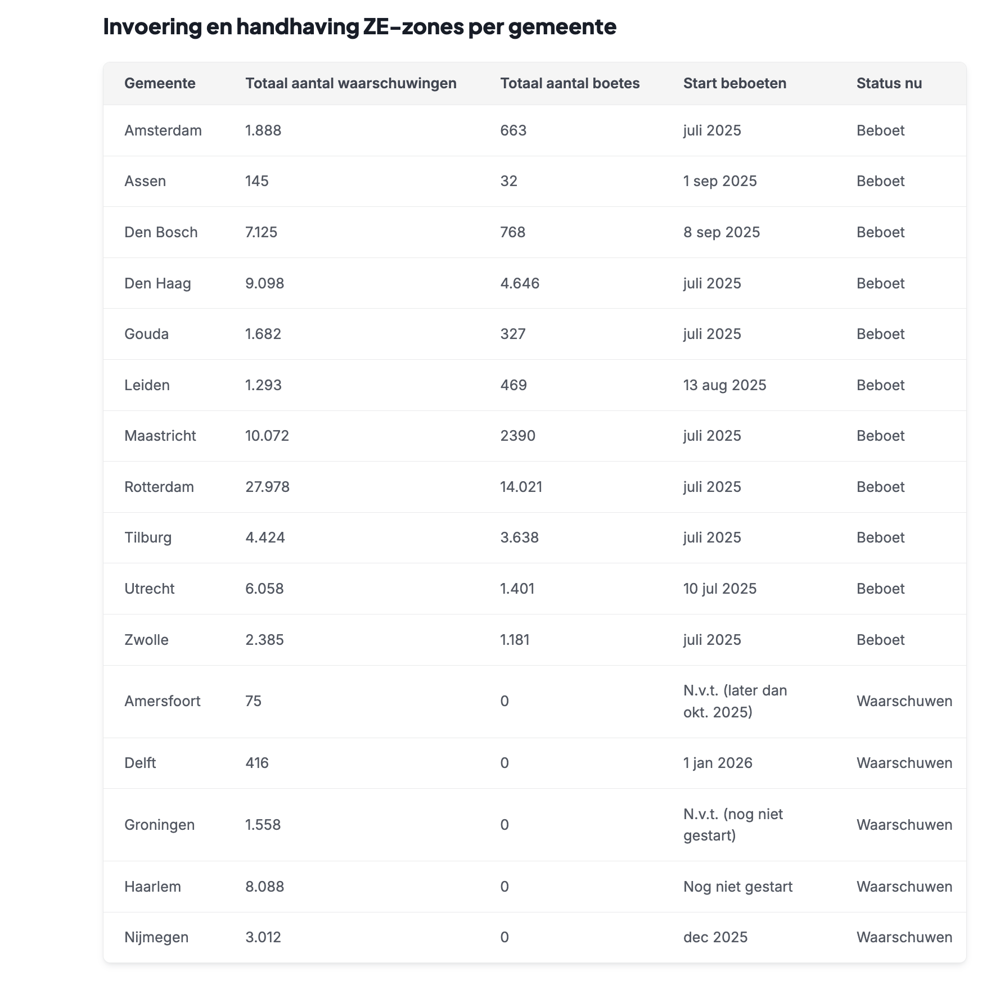 Invoering en handhaving ZE-zones per gemeente
Gemeente Totaal aantal waarschuwingen Totaal aantal boetes Start beboeten Status nu
Amsterdam 1.888 663 juli 2025 Beboet
Assen 145 32 1 sep 2025 Beboet
Den Bosch 7.125 768 8 sep 2025 Beboet
Den Haag 9.098 4.646 juli 2025 Beboet
Gouda 1.682 327 juli 2025 Beboet
Leiden 1.293 469 13 aug 2025 Beboet
Maastricht 10.072 2390 juli 2025 Beboet
Rotterdam 27.978 14.021 juli 2025 Beboet
Tilburg 4.424 3.638 juli 2025 Beboet
Utrecht 6.058 1.401 10 jul 2025 Beboet
Zwolle 2.385 1.181 juli 2025 Beboet
Amersfoort 75 0 N.v.t. (later dan
okt. 2025) Waarschuwen
Delft 416 0 1 jan 2026 Waarschuwen
Groningen 1.558 0 N.v.t. (nog niet
gestart) Waarschuwen
Haarlem 8.088 0 Nog niet gestart Waarschuwen
Nijmegen 3.012 0 dec 2025 Waarschuwen